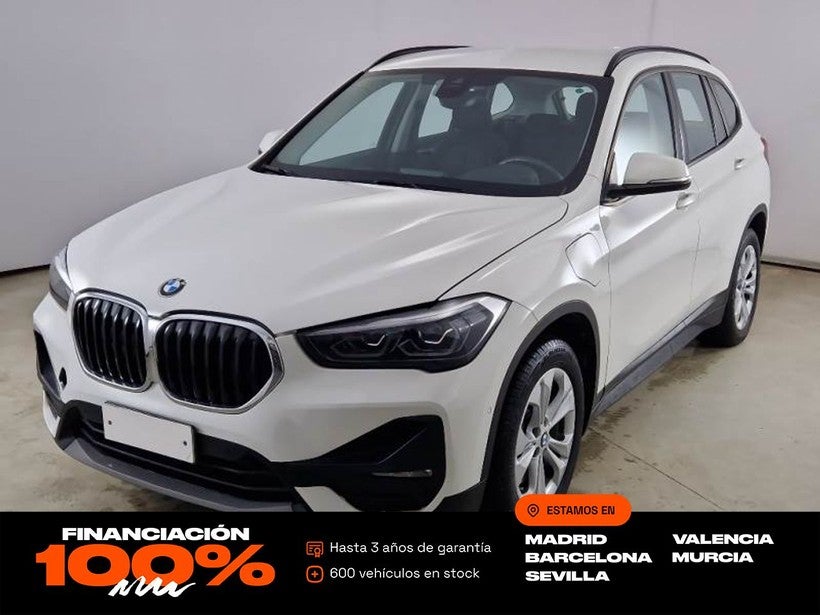 FINANCIACIÓN
100%
Hasta 3 años de garantía
600 vehículos en stock
ESTAMOS EN
MADRID
BARCELONA
SEVILLA
VALENCIA
MURCIA